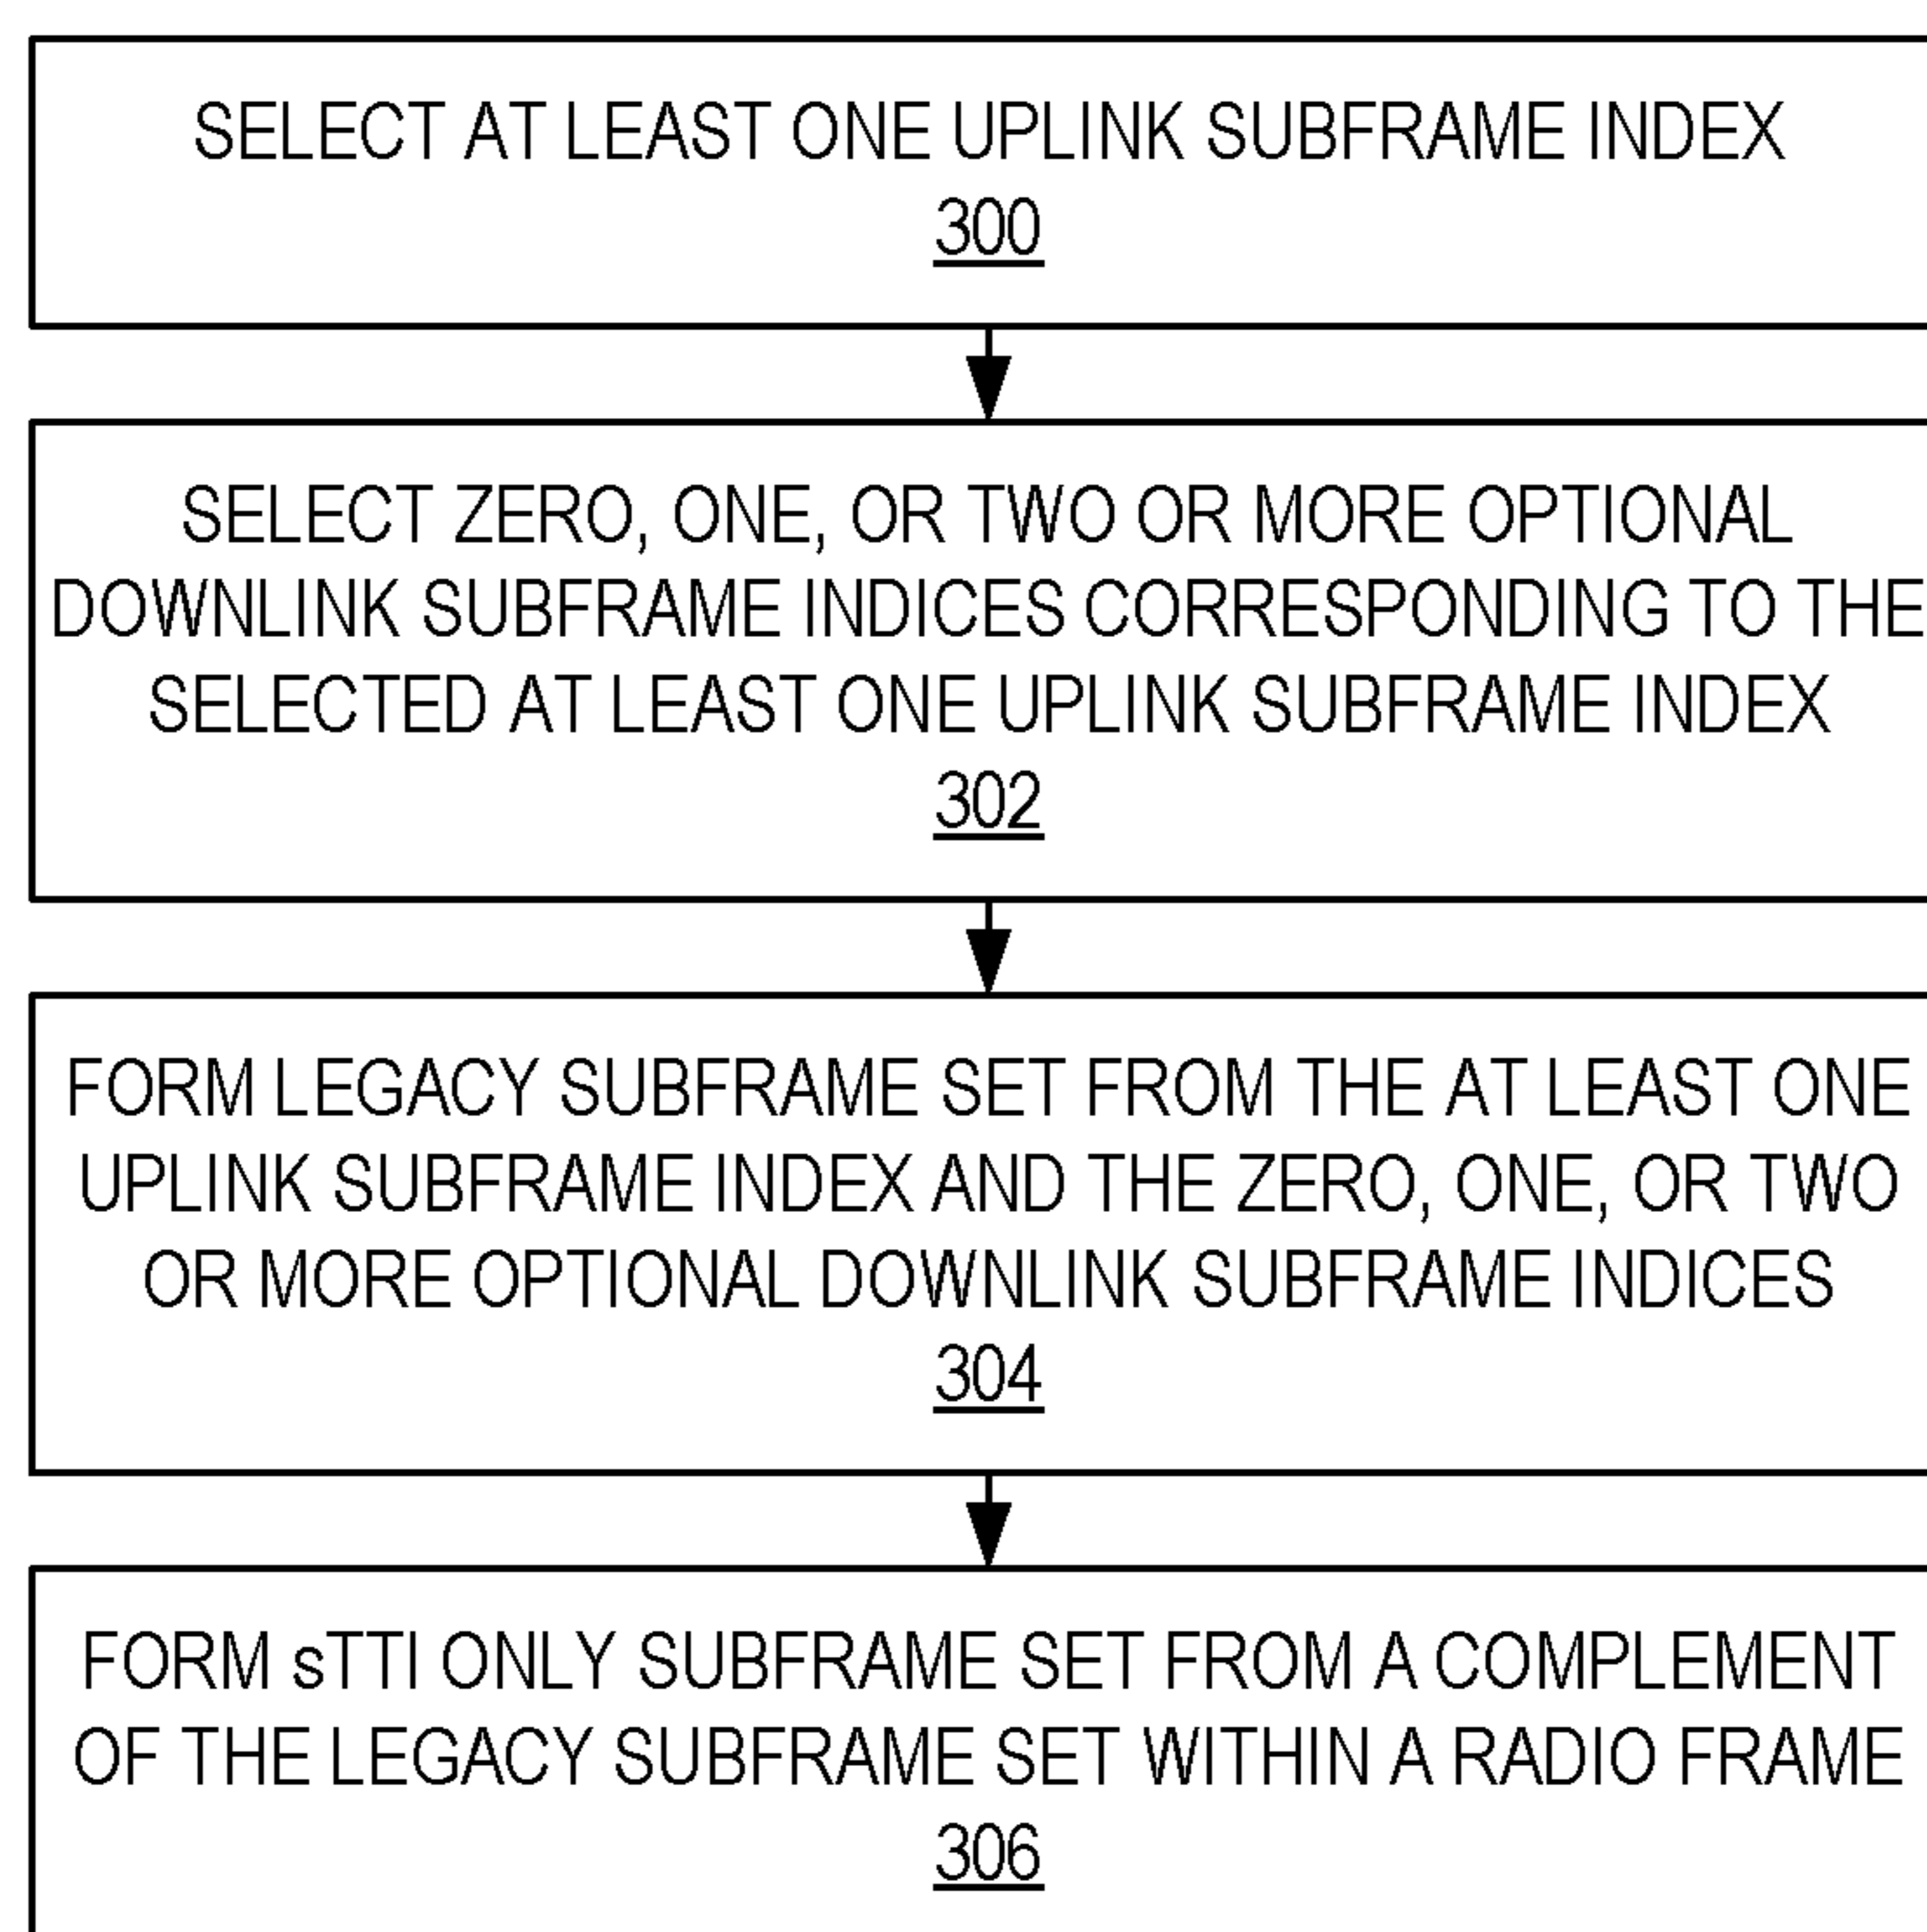 SELECT AT LEAST ONE UPLINK SUBFRAME INDEX
300
SELECT ZERO, ONE, OR TWO OR MORE OPTIONAL
DOWNLINK SUBFRAME INDICES CORRESPONDING TO THE
SELECTED AT LEAST ONE UPLINK SUBFRAME INDEX
302
FORM LEGACY SUBFRAME SET FROM THE AT LEAST ONE
UPLINK SUBFRAME INDEX AND THE ZERO, ONE, OR TWO
OR MORE OPTIONAL DOWNLINK SUBFRAME INDICES
304
FORM sTTI ONLY SUBFRAME SET FROM A COMPLEMENT
OF THE LEGACY SUBFRAME SET WITHIN A RADIO FRAME
306